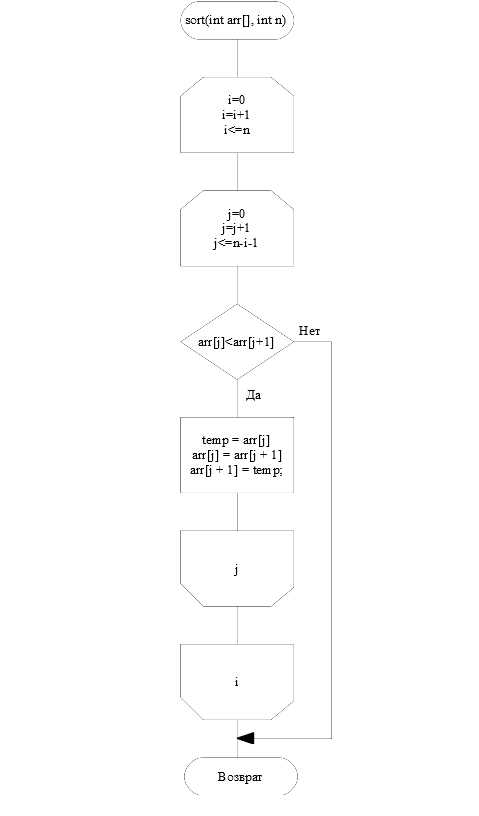 sort(int arr[], int n)
i=0
i=i+1
i<=n
j=0
j=j+1
j<=n-i-1
arr[j]<arr[j+1]
Нет
Да
temp = arr[j]
arr[j] = arr[j + 1]
arr[j + 1] = temp;
j
i
Возврат